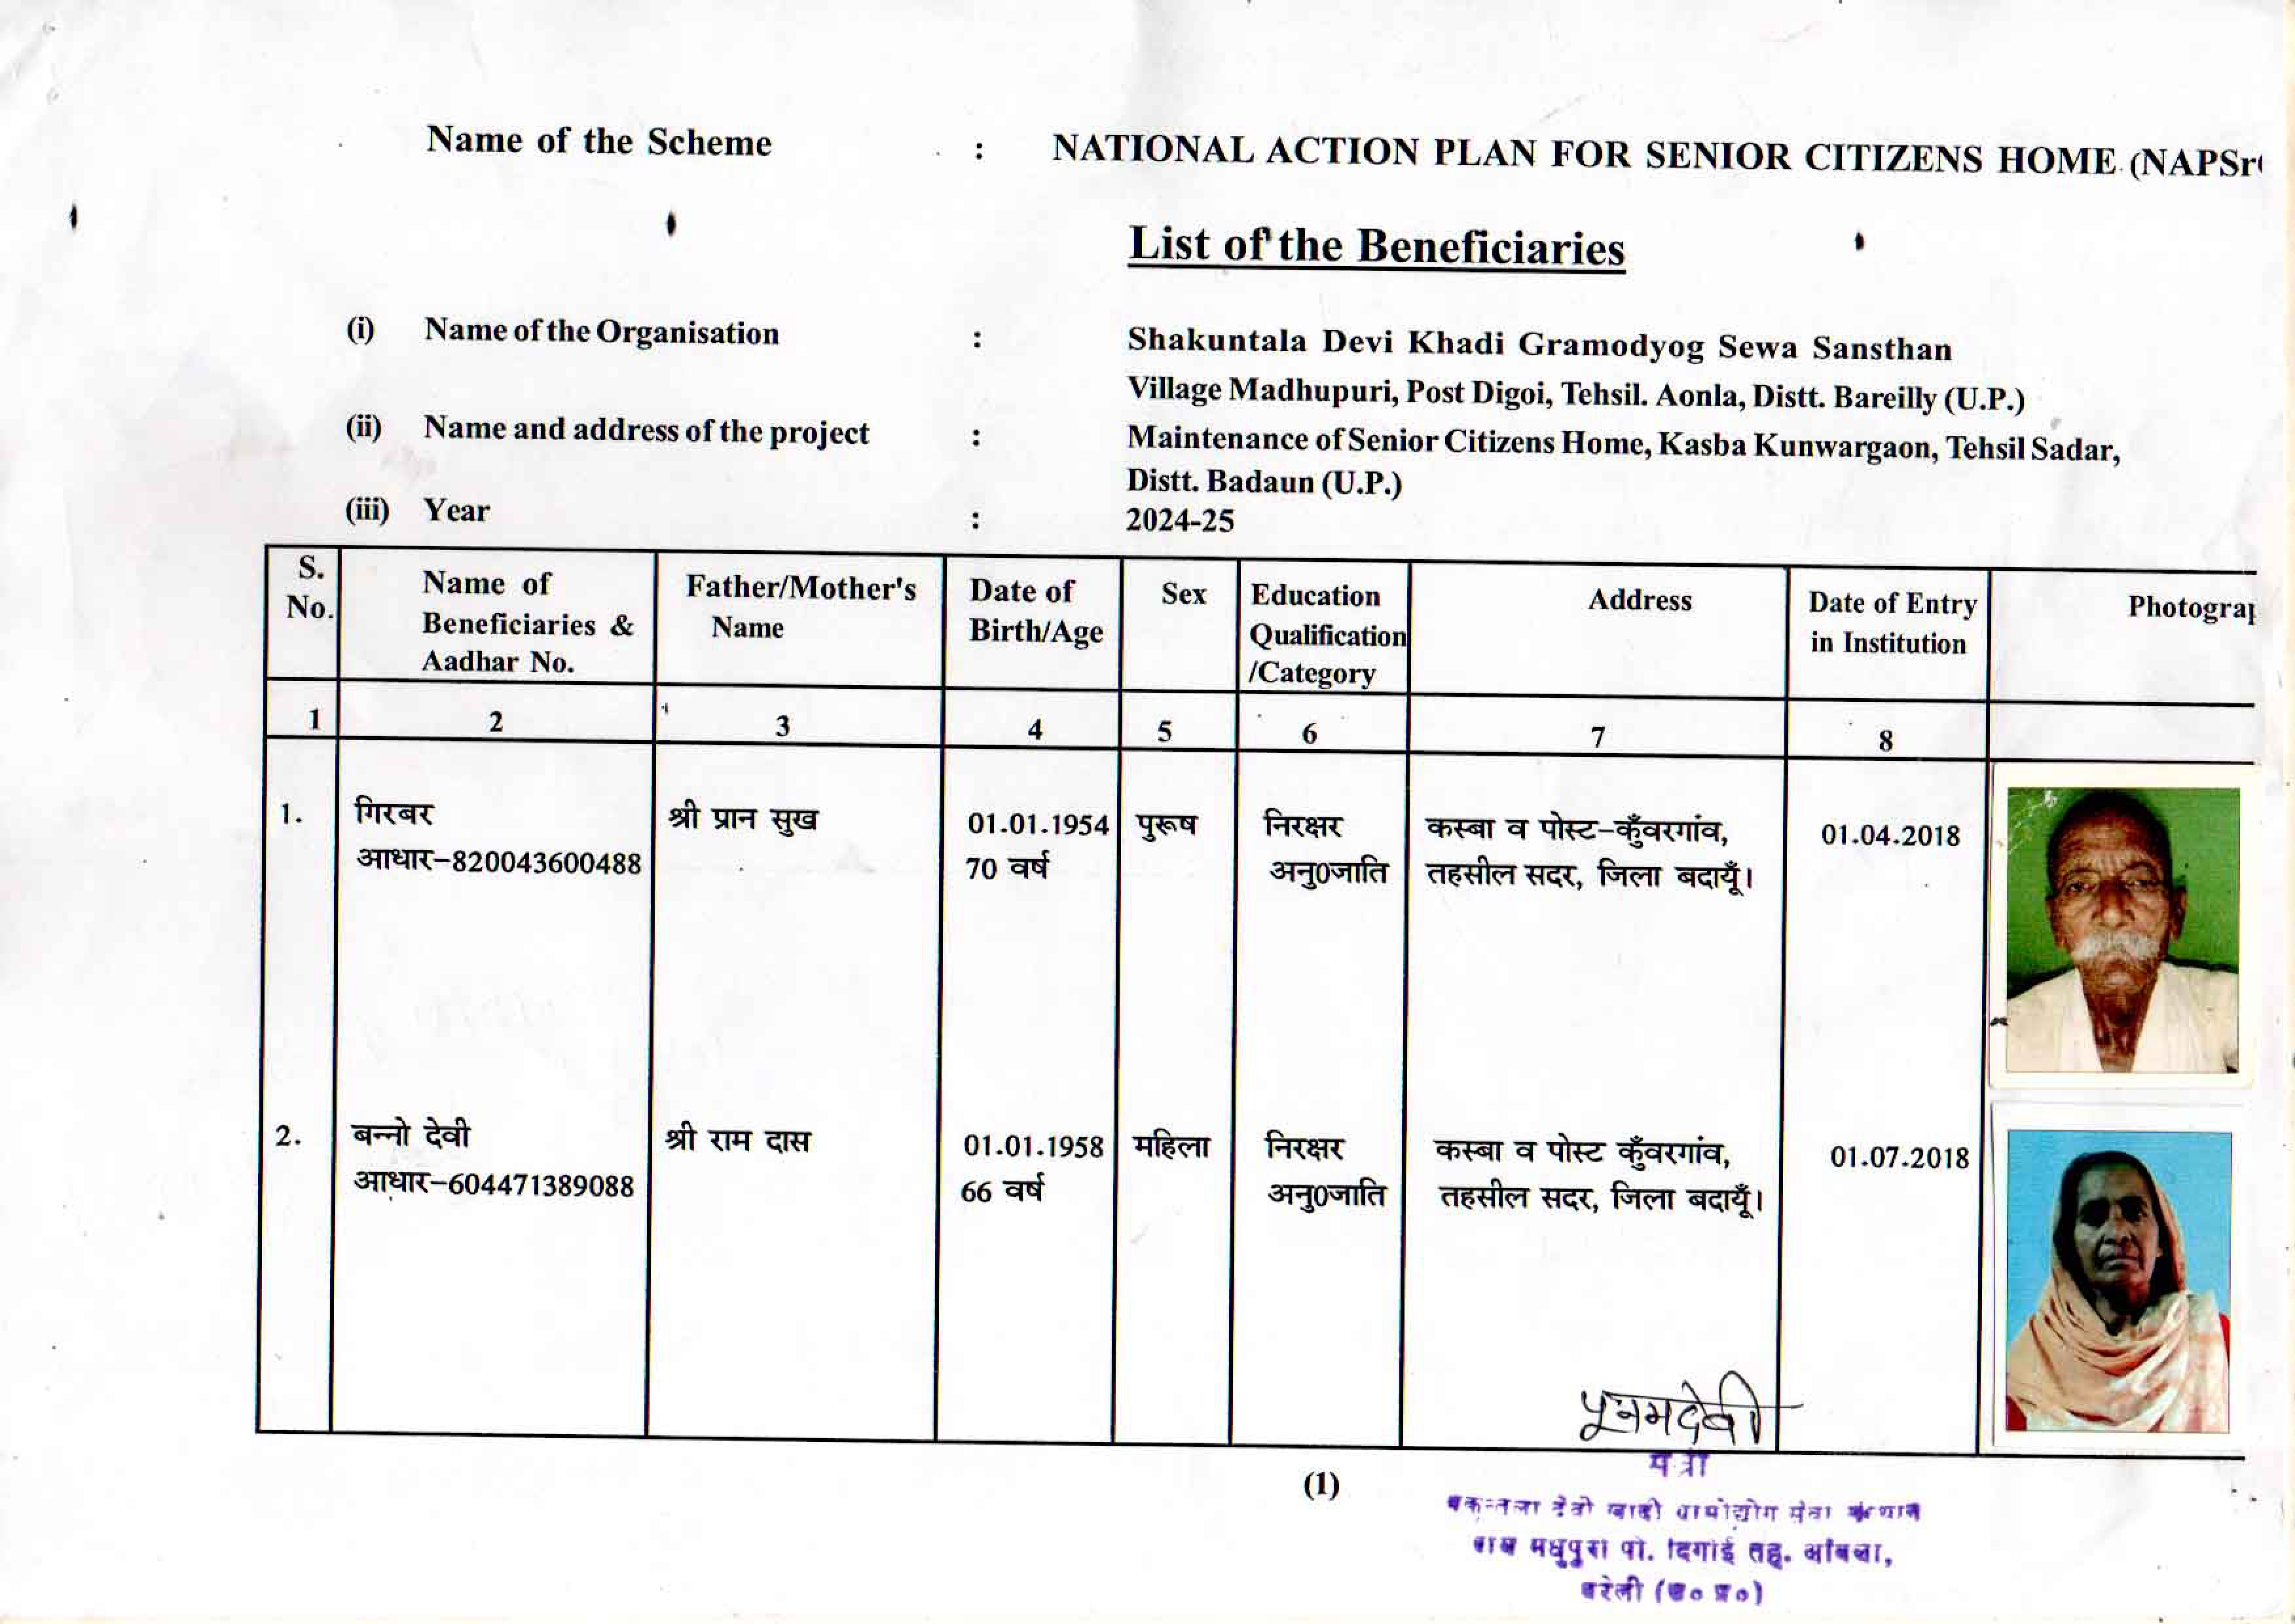 Name of the Scheme : NATIONAL ACTION PLAN FOR SENIOR CITIZENS HOME (NAPSr
List of the Beneficiaries
(i) Name of the Organisation : Shakuntala Devi Khadi Gramodyog Sewa Sansthan
Village Madhupuri, Post Digoi, Tehsil. Aonla, Distt. Bareilly (U.P.)
(ii) Name and address of the project : Maintenance of Senior Citizens Home, Kasba Kunwargaon, Tehsil Sadar,
Distt. Badaun (U.P.)
(iii) Year : 2024-25
S. No. Name of Beneficiaries & Aadhar No. Father/Mother's Name Date of Birth/Age Sex Education Qualification /Category Address Date of Entry in Institution Photograp
1 2 3 4 5 6 7 8
1. गिरबर श्री प्रान सुख 01.01.1954 पुरूष निरक्षर कस्बा व पोस्ट-कुँवरगांव, 01.04.2018
आधार-820043600488 70 वर्ष अनु0जाति तहसील सदर, जिला बदायूँ।
2. बन्नो देवी श्री राम दास 01.01.1958 महिला निरक्षर कस्बा व पोस्ट कुँवरगांव, 01.07.2018
आधार-604471389088 66 वर्ष अनु0जाति तहसील सदर, जिला बदायूँ।
पूनमदेवी
(1)
देवी खादी ग्रामोद्योग सेवा संस्थान
मधुपुरी पो. दिगोई तह. आंवला,
बरेली (उ० प्र०)